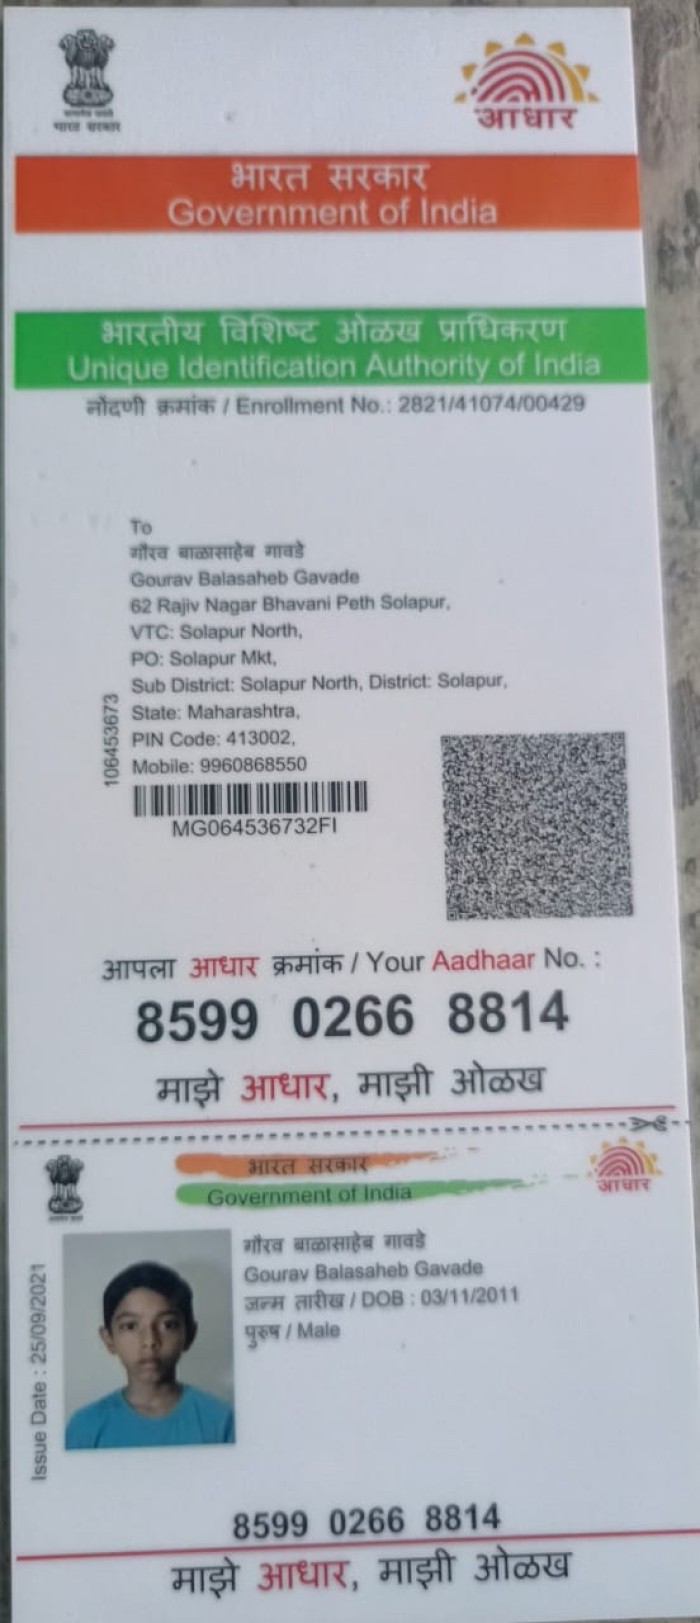 भारत सरकार
आधार
भारत सरकार
Government of India
भारतीय विशिष्ट ओळख प्राधिकरण
Unique Identification Authority of India
नोंदणी क्रमांक / Enrollment No.: 2821/41074/00429
To
गौरव बाळासाहेब गावडे
Gourav Balasaheb Gavade
62 Rajiv Nagar Bhavani Peth Solapur,
VTC: Solapur North,
PO: Solapur Mkt,
Sub District: Solapur North, District: Solapur,
State: Maharashtra,
PIN Code: 413002,
Mobile: 9960868550
106453673
MG064536732FI
आपला आधार क्रमांक / Your Aadhaar No. :
8599 0266 8814
माझे आधार, माझी ओळख
भारत सरकार
Government of India
आधार
गौरव बाळासाहेब गावडे
Gourav Balasaheb Gavade
जन्म तारीख / DOB : 03/11/2011
पुरुष / Male
Issue Date : 25/09/2021
8599 0266 8814
माझे आधार, माझी ओळख